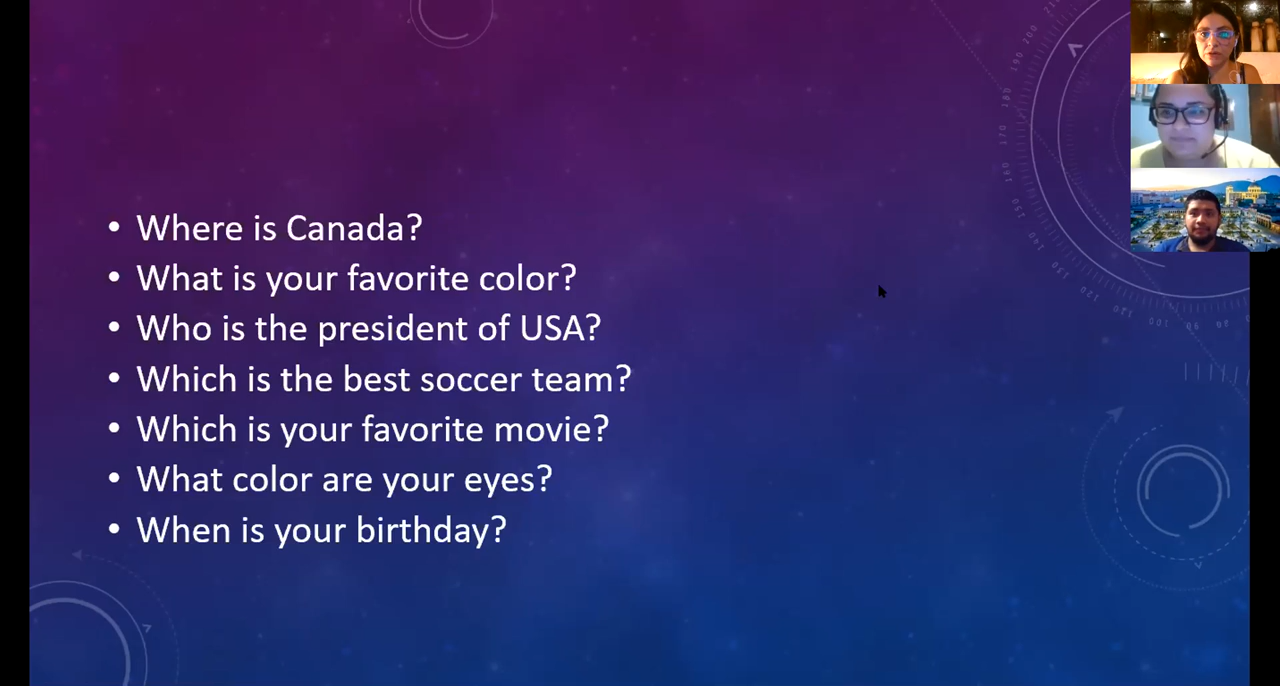 • Where is Canada?
• What is your favorite color?
• Who is the president of USA?
• Which is the best soccer team?
• Which is your favorite movie?
• What color are your eyes?
• When is your birthday?